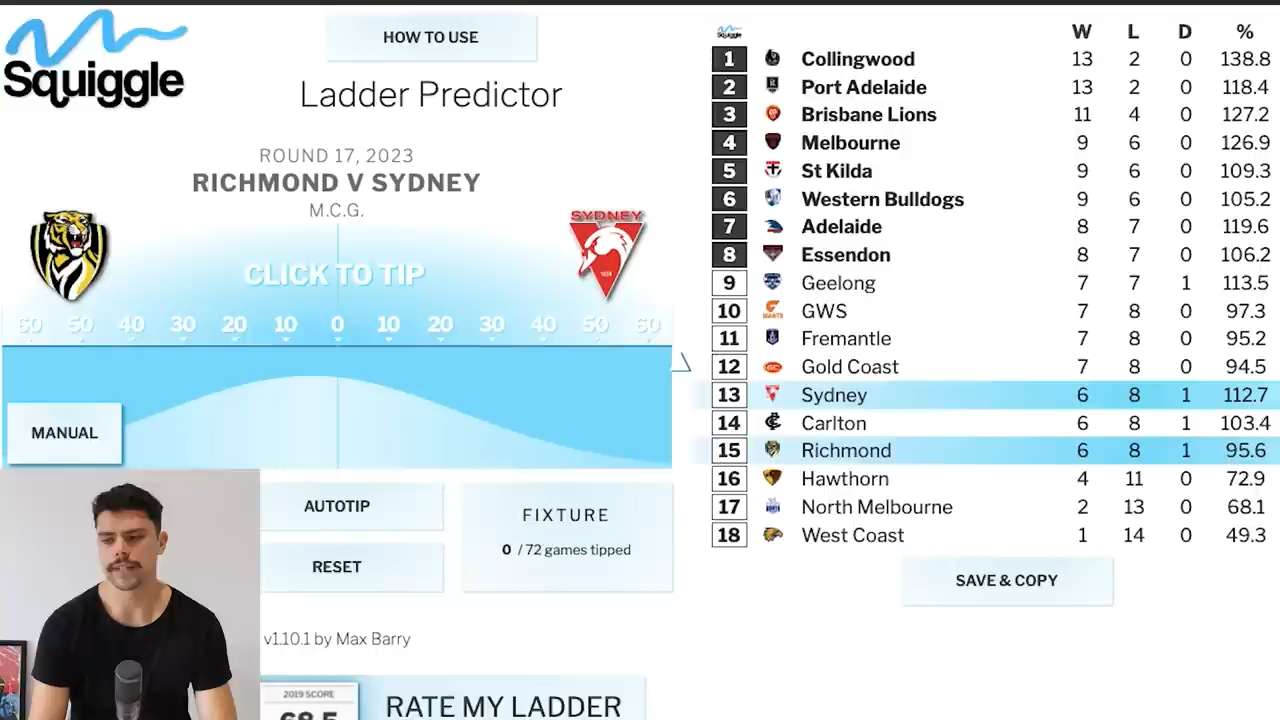 Squiggle
HOW TO USE
Ladder Predictor
ROUND 17, 2023
RICHMOND V SYDNEY
M.C.G.
SYDNEY
CLICK TO TIP
60 50 40 30 20 10 0 10 20 30 40 50 60
MANUAL
AUTOTIP
RESET
FIXTURE
0 / 72 games tipped
v1.10.1 by Max Barry
2019 SCORE
68.5
RATE MY LADDER
Squiggle W L D %
1 Collingwood 13 2 0 138.8
2 Port Adelaide 13 2 0 118.4
3 Brisbane Lions 11 4 0 127.2
4 Melbourne 9 6 0 126.9
5 St Kilda 9 6 0 109.3
6 Western Bulldogs 9 6 0 105.2
7 Adelaide 8 7 0 119.6
8 Essendon 8 7 0 106.2
9 Geelong 7 7 1 113.5
10 GWS 7 8 0 97.3
11 Fremantle 7 8 0 95.2
12 Gold Coast 7 8 0 94.5
13 Sydney 6 8 1 112.7
14 Carlton 6 8 1 103.4
15 Richmond 6 8 1 95.6
16 Hawthorn 4 11 0 72.9
17 North Melbourne 2 13 0 68.1
18 West Coast 1 14 0 49.3
SAVE & COPY